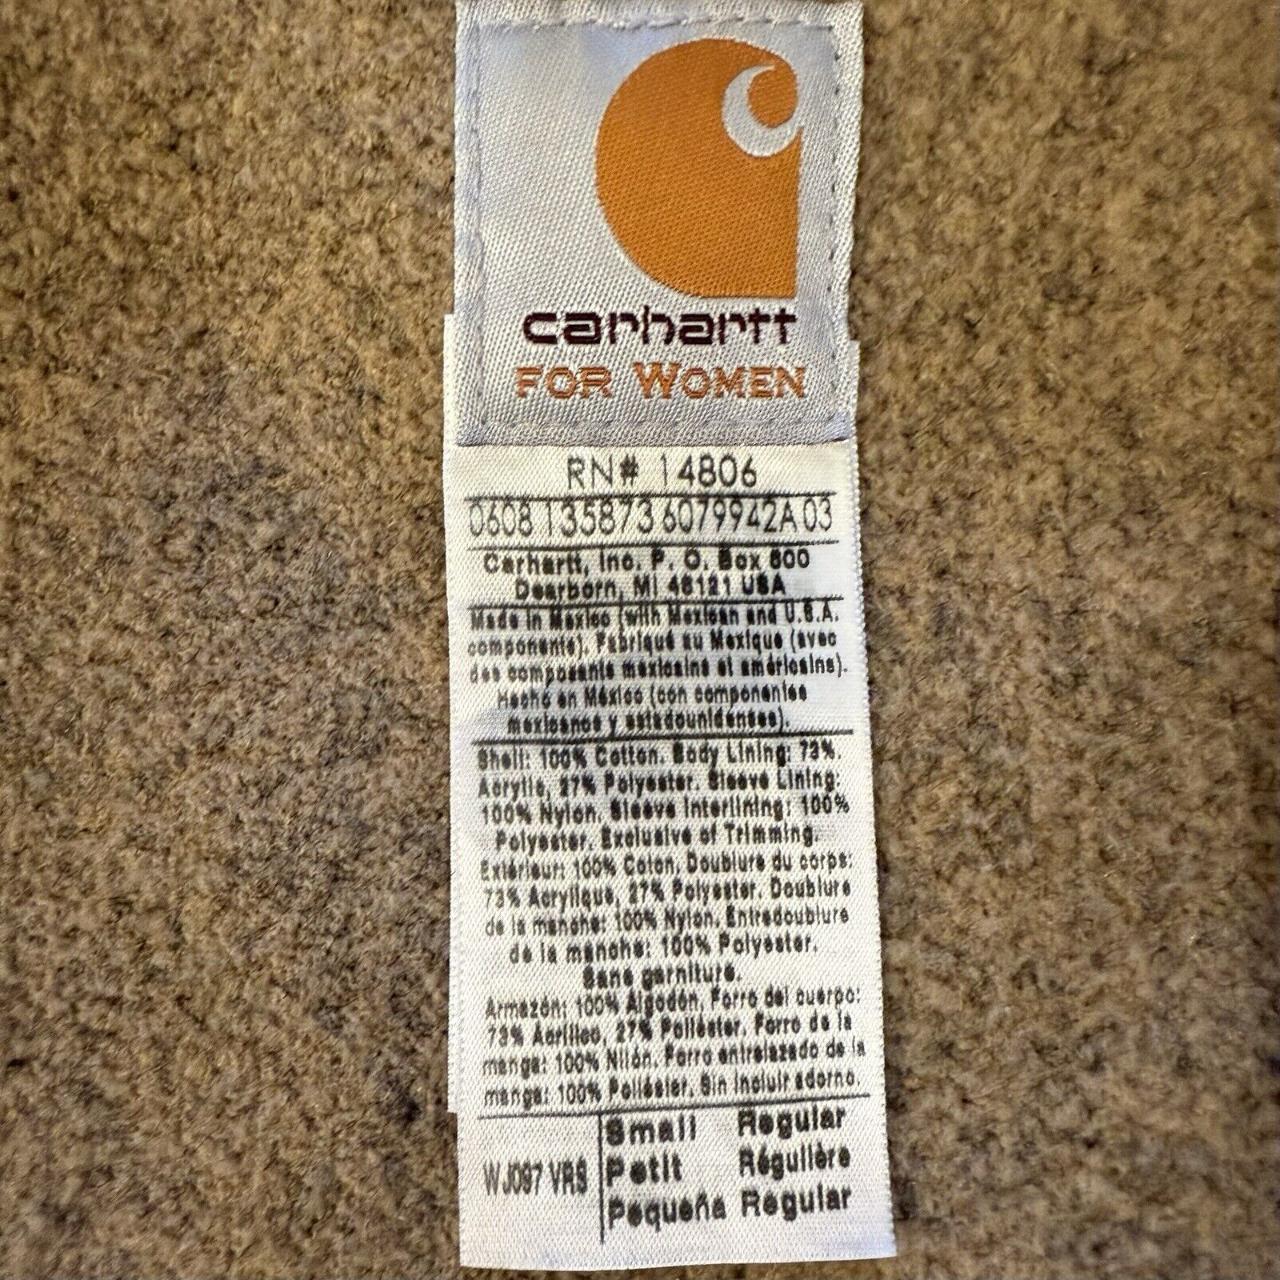 carhartt
FOR WOMEN
RN# 14806
0608 1358736079942A 03
Carhartt, Inc. P. O. Box 600
Dearborn, MI 48121 USA
Made in Mexico (with Mexican and U.S.A.
components). Fabriqué au Mexique (avec
des composants mexicains et américains).
Hecho en México (con componentes
mexicanos y estadounidenses).
Shell: 100% Cotton. Body Lining: 73%
Acrylic, 27% Polyester. Sleeve Lining:
100% Nylon. Sleeve Interlining: 100%
Polyester. Exclusive of Trimming.
Extérieur: 100% Coton. Doublure du corps:
73% Acrylique, 27% Polyester. Doublure
de la manche: 100% Nylon. Entredoublure
de la manche: 100% Polyester.
Sans garniture.
Armazón: 100% Algodón. Forro del cuerpo:
73% Acrílico, 27% Poliéster. Forro de la
manga: 100% Nilón. Forro entrelazado de la
manga: 100% Poliéster. Sin incluir adorno.
WJ097 VRS
Small Regular
Petit Régulière
Pequeña Regular